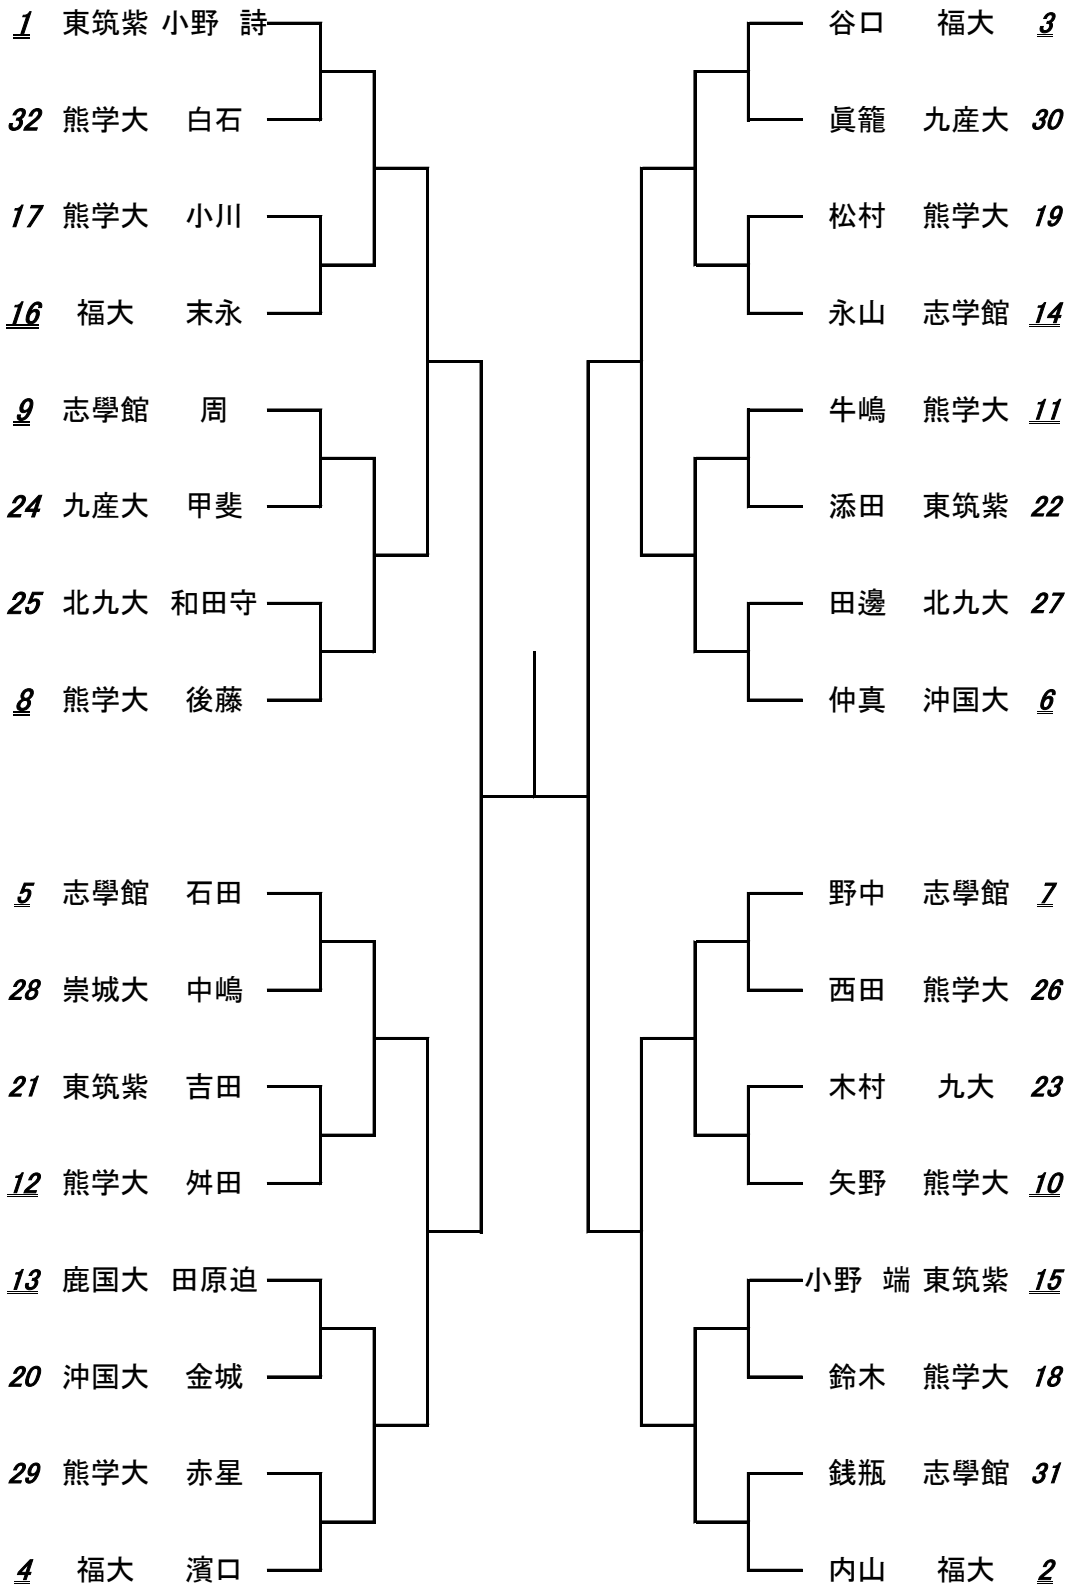 1 東筑紫 小野 詩
32 熊学大 白石
17 熊学大 小川
16 福大 末永
9 志學館 周
24 九産大 甲斐
25 北九大 和田守
8 熊学大 後藤
5 志學館 石田
28 崇城大 中嶋
21 東筑紫 吉田
12 熊学大 舛田
13 鹿国大 田原迫
20 沖国大 金城
29 熊学大 赤星
4 福大 濱口
谷口 福大 3
眞籠 九産大 30
松村 熊学大 19
永山 志学館 14
牛嶋 熊学大 11
添田 東筑紫 22
田邊 北九大 27
仲真 沖国大 6
野中 志學館 7
西田 熊学大 26
木村 九大 23
矢野 熊学大 10
小野 端 東筑紫 15
鈴木 熊学大 18
銭瓶 志學館 31
内山 福大 2